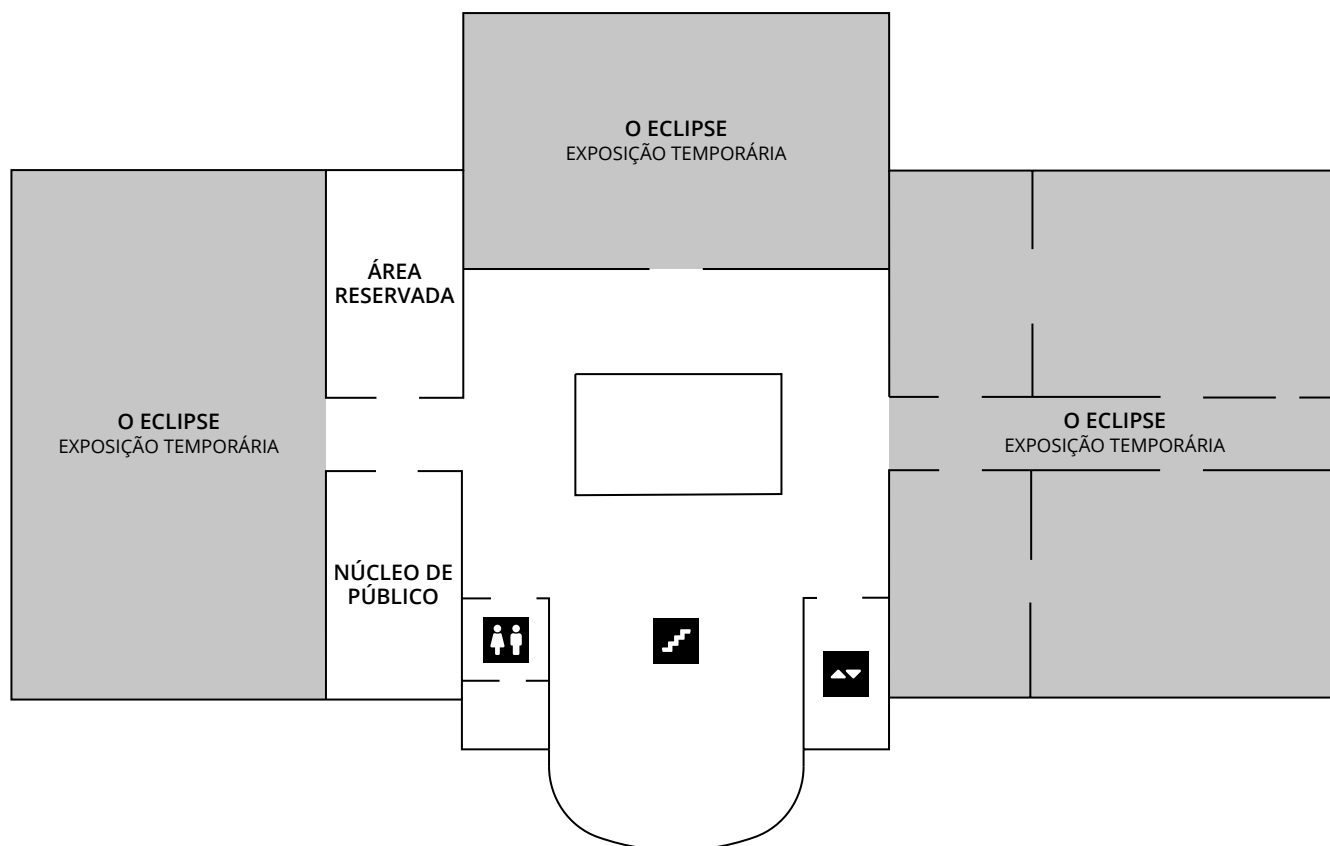 O ECLIPSE
EXPOSIÇÃO TEMPORÁRIA
ÁREA
RESERVADA
O ECLIPSE
EXPOSIÇÃO TEMPORÁRIA
O ECLIPSE
EXPOSIÇÃO TEMPORÁRIA
NÚCLEO DE
PÚBLICO